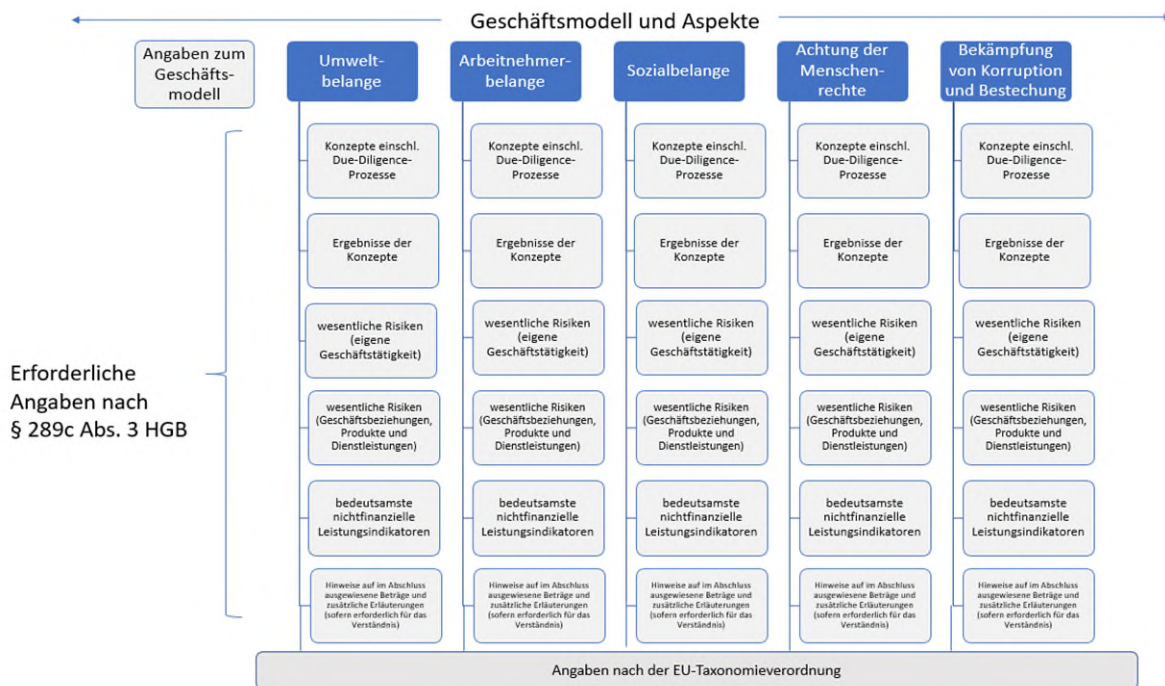 Geschäftsmodell und Aspekte
Angaben zum
Geschäfts-
modell
Umwelt-
belange
Arbeitnehmer-
belange
Sozialbelange
Achtung der
Menschen-
rechte
Bekämpfung
von Korruption
und Bestechung
Erforderliche
Angaben nach
§ 289c Abs. 3 HGB
Konzepte einschl.
Due-Diligence-
Prozesse
Konzepte einschl.
Due-Diligence-
Prozesse
Konzepte einschl.
Due-Diligence-
Prozesse
Konzepte einschl.
Due-Diligence-
Prozesse
Konzepte einschl.
Due-Diligence-
Prozesse
Ergebnisse der
Konzepte
Ergebnisse der
Konzepte
Ergebnisse der
Konzepte
Ergebnisse der
Konzepte
Ergebnisse der
Konzepte
wesentliche Risiken
(eigene
Geschäftstätigkeit)
wesentliche Risiken
(eigene
Geschäftstätigkeit)
wesentliche Risiken
(eigene
Geschäftstätigkeit)
wesentliche Risiken
(eigene
Geschäftstätigkeit)
wesentliche Risiken
(eigene
Geschäftstätigkeit)
wesentliche Risiken
(Geschäftsbeziehungen,
Produkte und
Dienstleistungen)
wesentliche Risiken
(Geschäftsbeziehungen,
Produkte und
Dienstleistungen)
wesentliche Risiken
(Geschäftsbeziehungen,
Produkte und
Dienstleistungen)
wesentliche Risiken
(Geschäftsbeziehungen,
Produkte und
Dienstleistungen)
wesentliche Risiken
(Geschäftsbeziehungen,
Produkte und
Dienstleistungen)
bedeutsamste
nichtfinanzielle
Leistungsindikatoren
bedeutsamste
nichtfinanzielle
Leistungsindikatoren
bedeutsamste
nichtfinanzielle
Leistungsindikatoren
bedeutsamste
nichtfinanzielle
Leistungsindikatoren
bedeutsamste
nichtfinanzielle
Leistungsindikatoren
Hinweise auf im Abschluss
ausgewiesene Beträge und
zusätzliche Erläuterungen
(sofern erforderlich für das
Verständnis)
Hinweise auf im Abschluss
ausgewiesene Beträge und
zusätzliche Erläuterungen
(sofern erforderlich für das
Verständnis)
Hinweise auf im Abschluss
ausgewiesene Beträge und
zusätzliche Erläuterungen
(sofern erforderlich für das
Verständnis)
Hinweise auf im Abschluss
ausgewiesene Beträge und
zusätzliche Erläuterungen
(sofern erforderlich für das
Verständnis)
Hinweise auf im Abschluss
ausgewiesene Beträge und
zusätzliche Erläuterungen
(sofern erforderlich für das
Verständnis)
Angaben nach der EU-Taxonomieverordnung